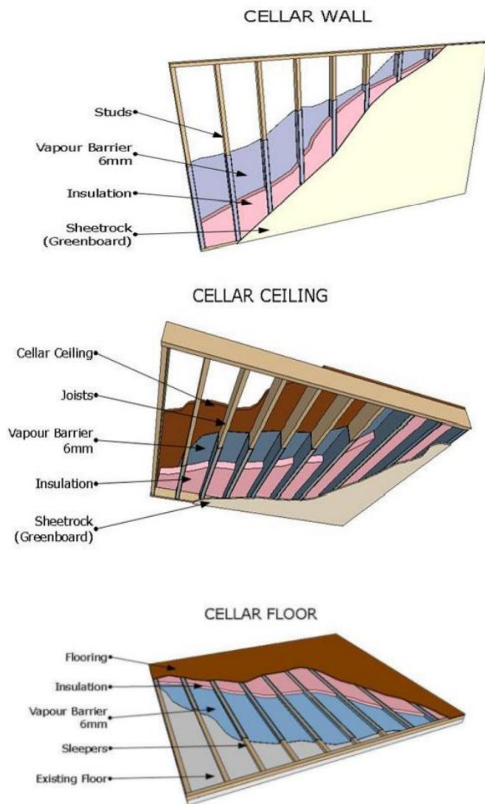 CELLAR WALL
Studs
Vapour Barrier
6mm
Insulation
Sheetrock
(Greenboard)
CELLAR CEILING
Cellar Ceiling
Joists
Vapour Barrier
6mm
Insulation
Sheetrock
(Greenboard)
CELLAR FLOOR
Flooring
Insulation
Vapour Barrier
6mm
Sleepers
Existing Floor